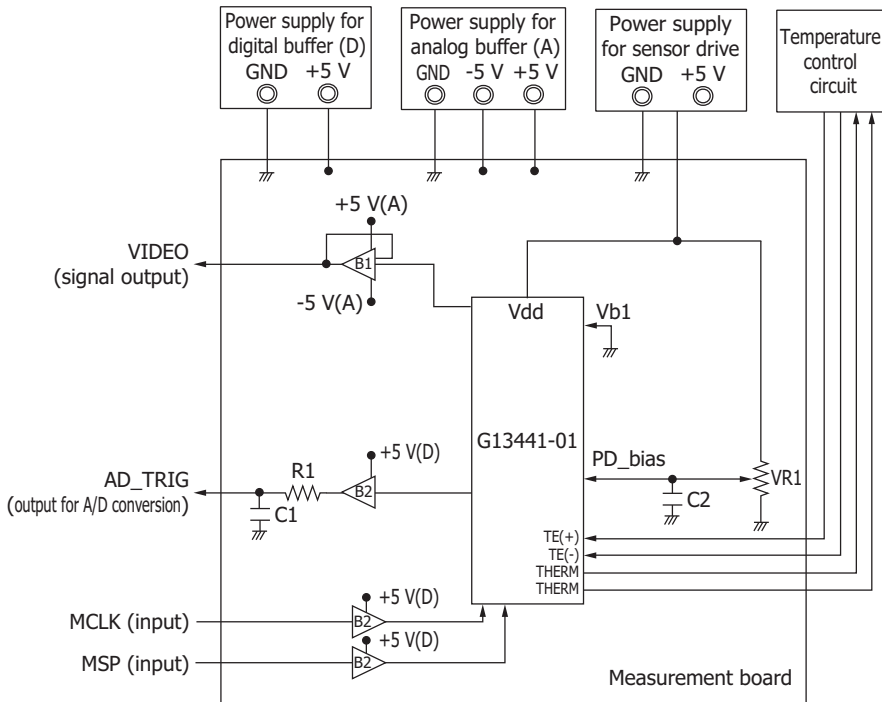 Power supply for
digital buffer (D)
GND +5 V
Power supply for
analog buffer (A)
GND -5 V +5 V
Power supply
for sensor drive
GND +5 V
Temperature
control
circuit
+5 V(A)
VIDEO
(signal output)
B1
-5 V(A)
Vdd
Vb1
G13441-01
+5 V(D)
AD_TRIG
(output for A/D conversion)
R1
B2
C1
PD_bias
C2
VR1
TE(+)
TE(-)
THERM
THERM
+5 V(D)
MCLK (input)
B2
+5 V(D)
MSP (input)
B2
Measurement board